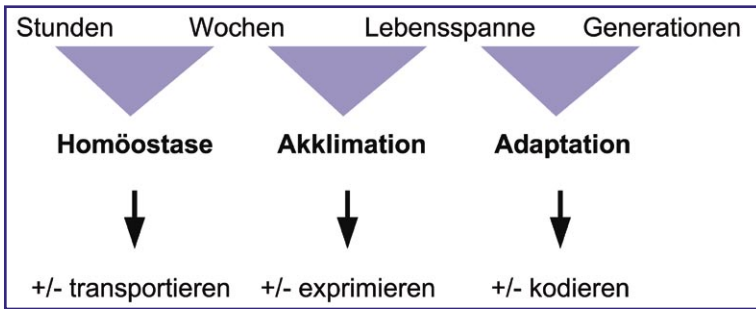 Stunden Wochen Lebensspanne Generationen
Homöostase Akklimation Adaptation
+/- transportieren +/- exprimieren +/- kodieren